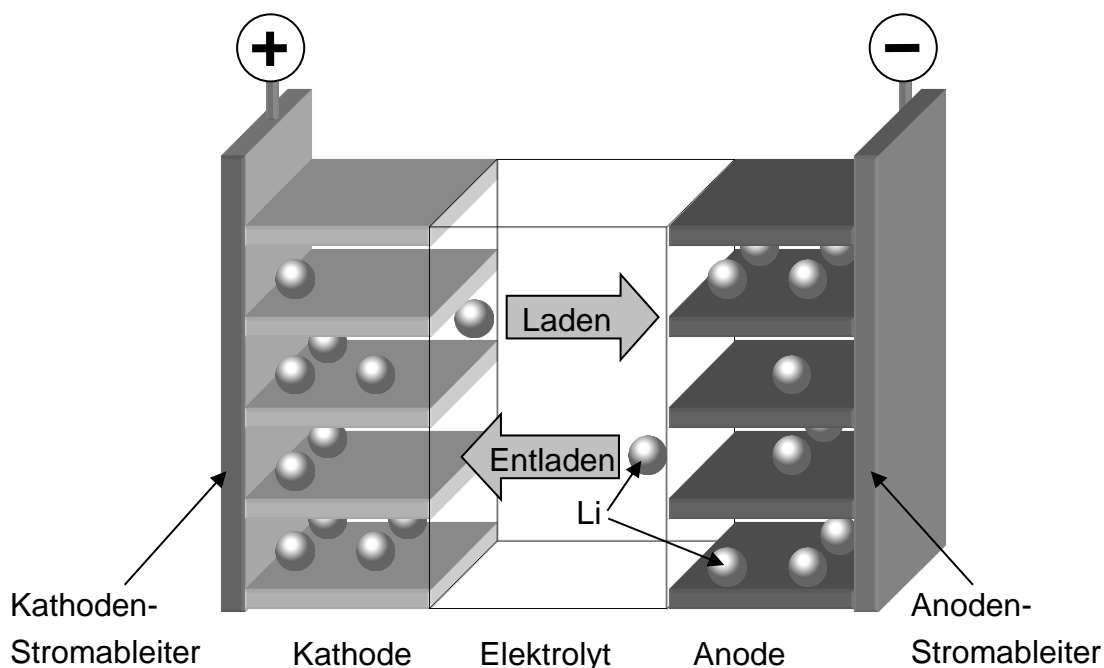 +
−
Laden
Entladen
Li
Kathoden-
Stromableiter
Kathode
Elektrolyt
Anode
Anoden-
Stromableiter